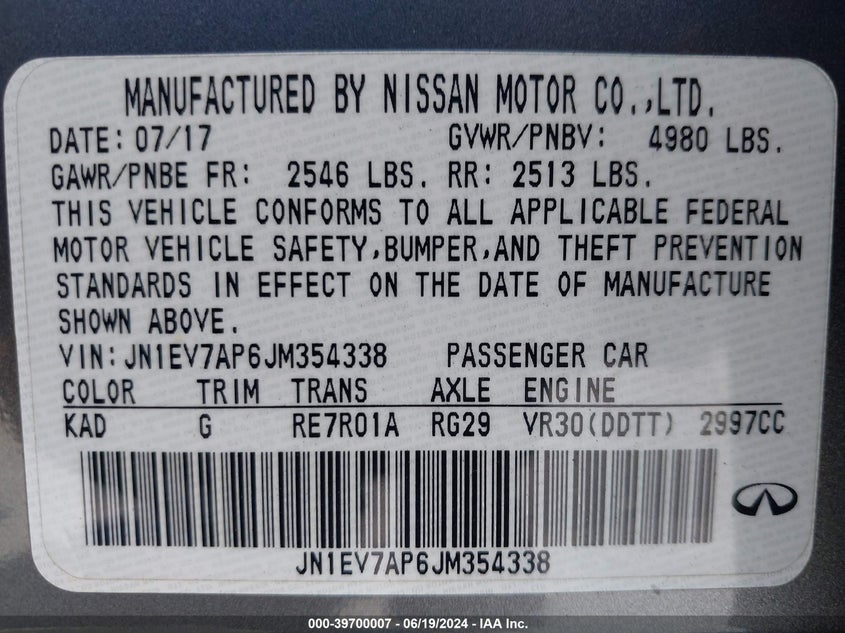 MANUFACTURED BY NISSAN MOTOR CO.,LTD.
DATE: 07/17 GVWR/PNBV: 4980 LBS.
GAWR/PNBE FR: 2546 LBS. RR: 2513 LBS.
THIS VEHICLE CONFORMS TO ALL APPLICABLE FEDERAL
MOTOR VEHICLE SAFETY,BUMPER,AND THEFT PREVENTION
STANDARDS IN EFFECT ON THE DATE OF MANUFACTURE
SHOWN ABOVE.
VIN:JN1EV7AP6JM354338 PASSENGER CAR
COLOR TRIM TRANS AXLE ENGINE
KAD G RE7R01A RG29 VR30(DDTT) 2997CC
JN1EV7AP6JM354338
000-39700007 - 06/19/2024 - IAA Inc.